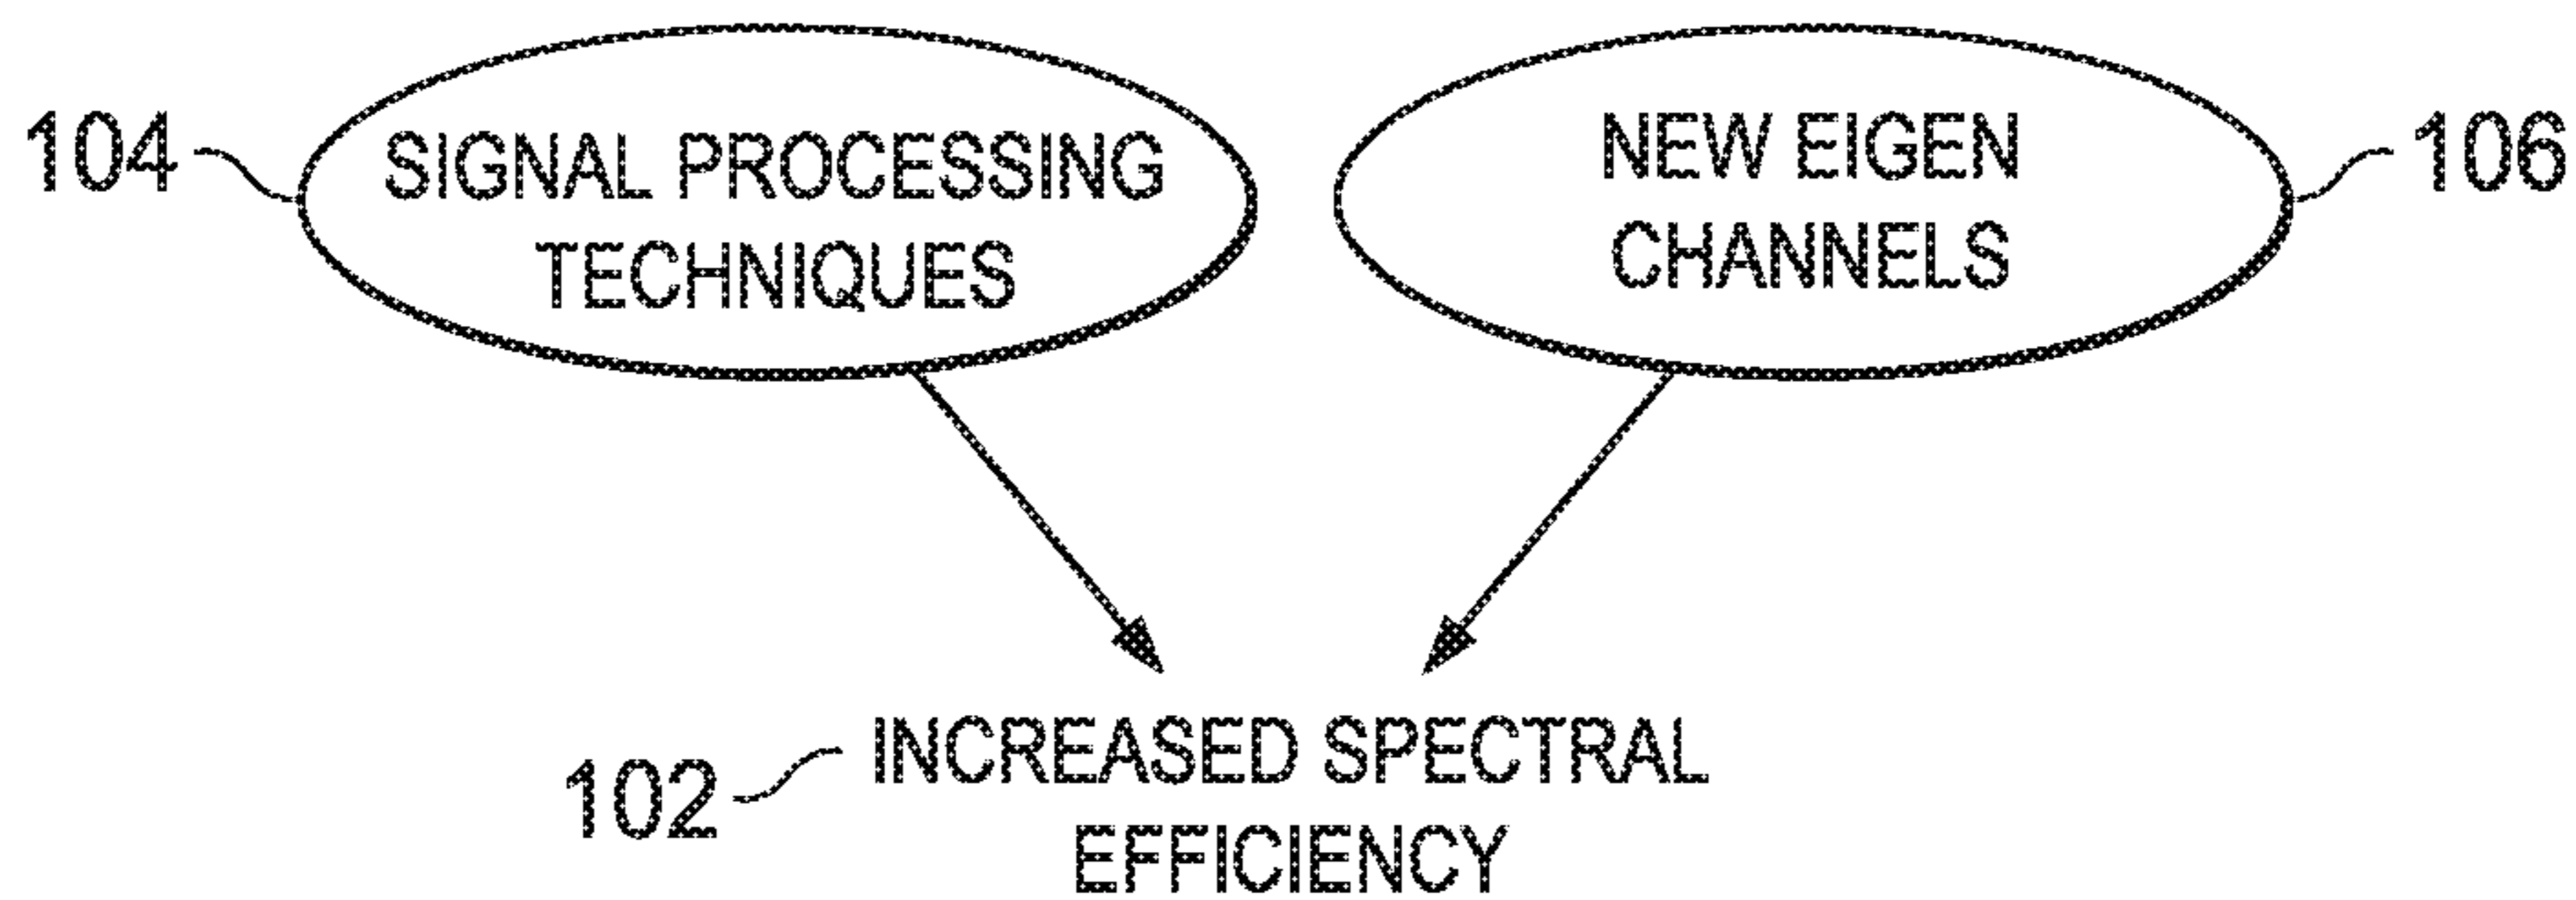 104
SIGNAL PROCESSING
TECHNIQUES
NEW EIGEN
CHANNELS
106
102
INCREASED SPECTRAL
EFFICIENCY